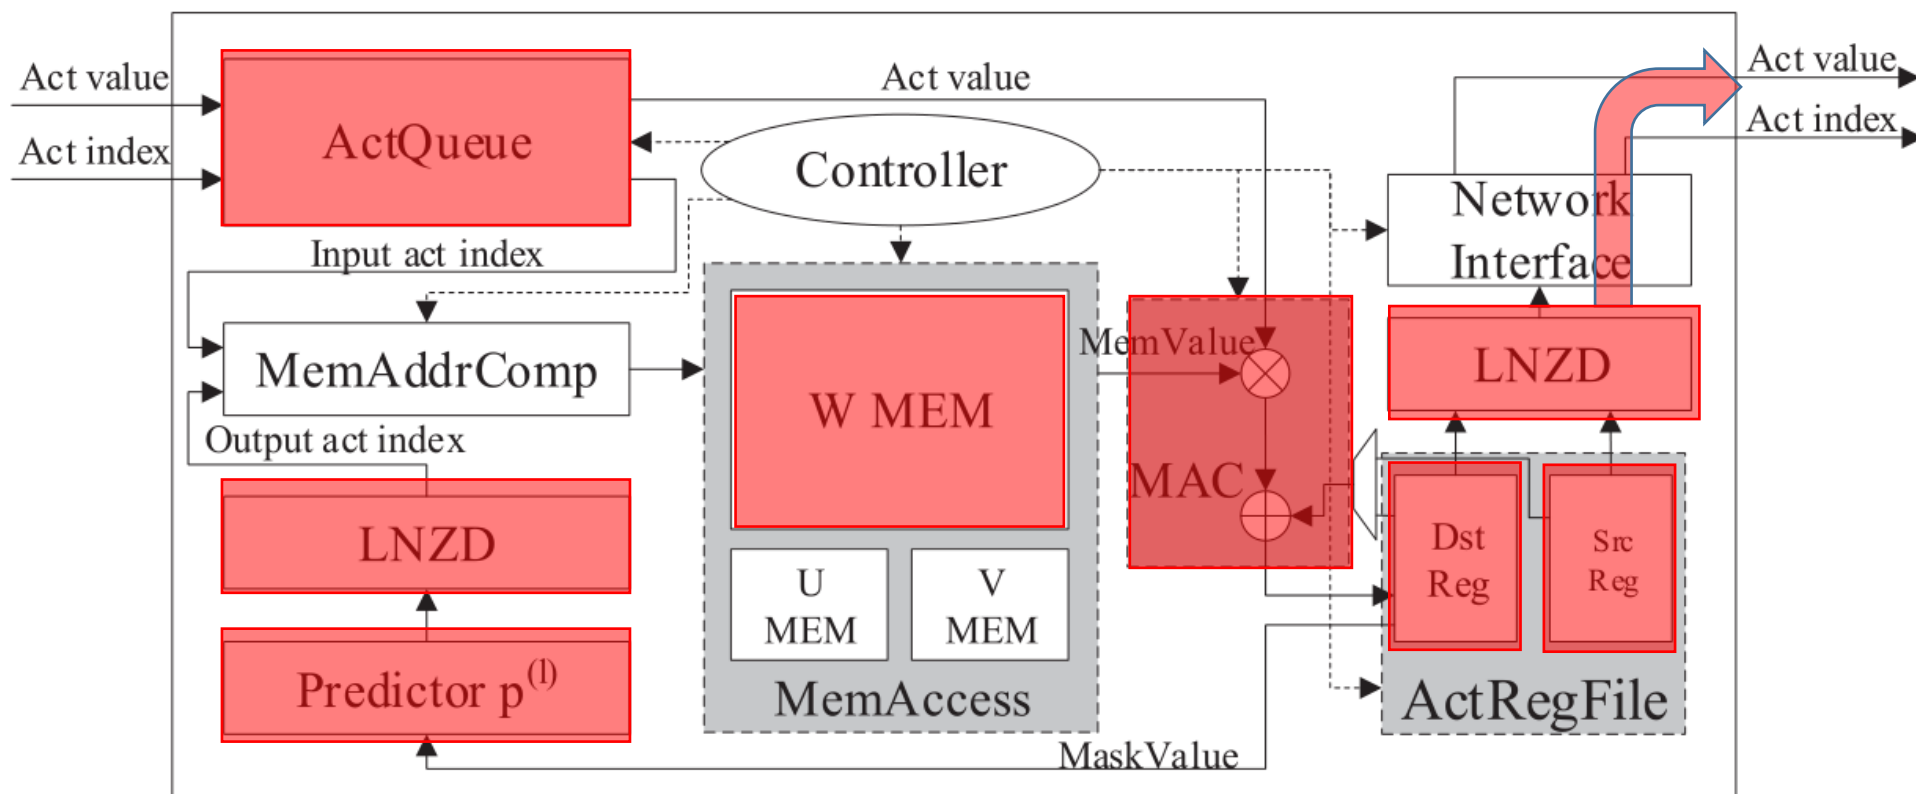 Act value
Act index
ActQueue
Act value
Controller
Act value
Act index
Network
Interface
Input act index
MemAddrComp
Output act index
W MEM
MemValue
MAC
LNZD
LNZD
U
MEM
V
MEM
MemAccess
Dst
Reg
Src
Reg
ActRegFile
Predictor p(l)
MaskValue